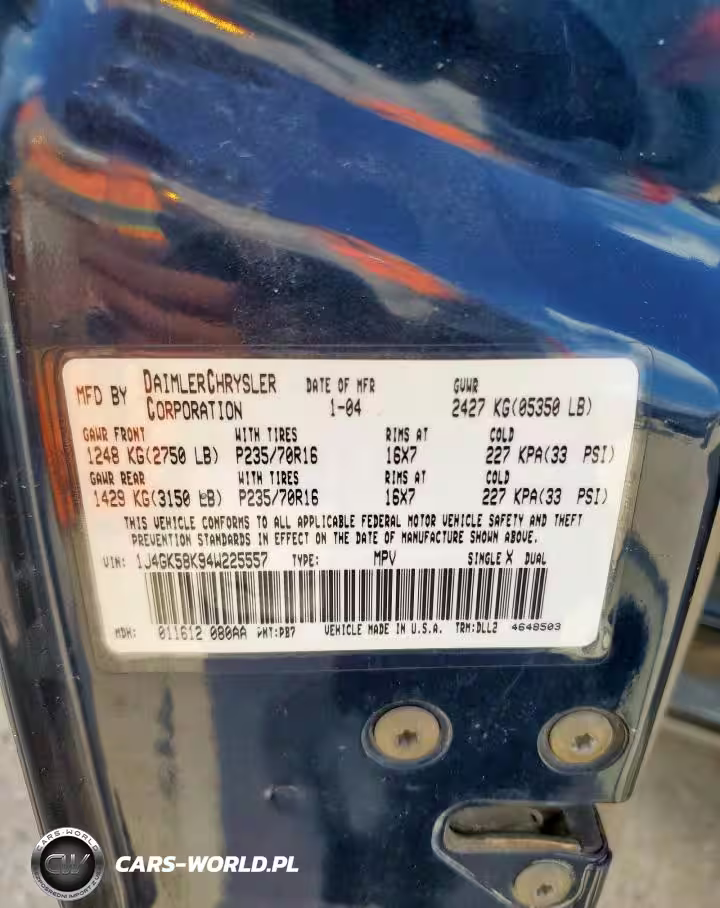 MFD BY DAIMLERCHRYSLER CORPORATION DATE OF MFR 1-04 GVWR 2427 KG(05350 LB)
GAWR FRONT WITH TIRES RIMS AT COLD
1248 KG(2750 LB) P235/70R16 16X7 227 KPA(33 PSI)
GAWR REAR WITH TIRES RIMS AT COLD
1429 KG(3150 LB) P235/70R16 16X7 227 KPA(33 PSI)
THIS VEHICLE CONFORMS TO ALL APPLICABLE FEDERAL MOTOR VEHICLE SAFETY AND THEFT
PREVENTION STANDARDS IN EFFECT ON THE DATE OF MANUFACTURE SHOWN ABOVE.
VIN: 1J4GK58K94W225557 TYPE: MPV SINGLE X DUAL
MDH: 011612 080AA PNT:PB7 VEHICLE MADE IN U.S.A. TRM:DLL2 4648503
CARS-WORLD
CW
CARS-WORLD.PL